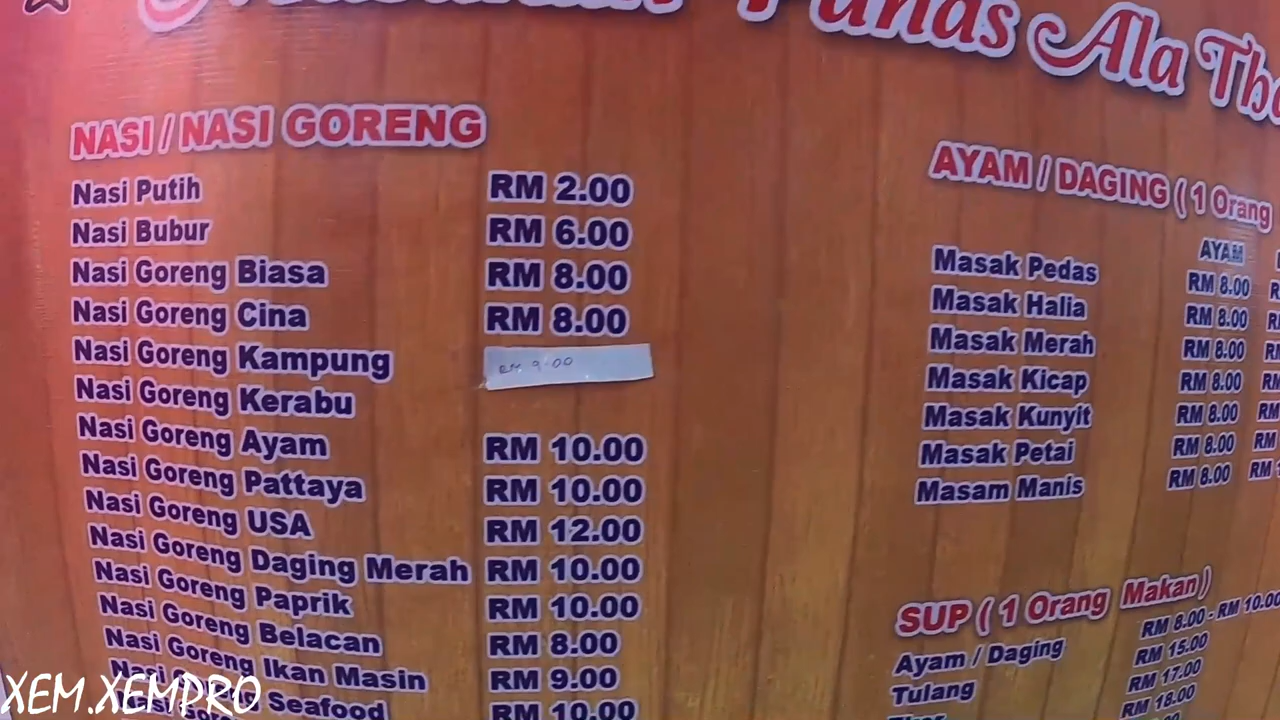 Panas Ala Tho
NASI / NASI GORENG
Nasi Putih RM 2.00
Nasi Bubur RM 6.00
Nasi Goreng Biasa RM 8.00
Nasi Goreng Cina RM 8.00
Nasi Goreng Kampung RM 9.00
Nasi Goreng Kerabu
Nasi Goreng Ayam RM 10.00
Nasi Goreng Pattaya RM 10.00
Nasi Goreng USA RM 12.00
Nasi Goreng Daging Merah RM 10.00
Nasi Goreng Paprik RM 10.00
Nasi Goreng Belacan RM 8.00
Nasi Goreng Ikan Masin RM 9.00
Seafood RM 10.00
AYAM / DAGING ( 1 Orang
AYAM
Masak Pedas RM 8.00
Masak Halia RM 8.00
Masak Merah RM 8.00
Masak Kicap RM 8.00
Masak Kunyit RM 8.00
Masak Petai RM 8.00
Masam Manis RM 8.00
SUP ( 1 Orang Makan )
Ayam / Daging RM 8.00 - RM 10.00
Tulang RM 15.00
RM 17.00
RM 18.00
XEM.XEMPRO